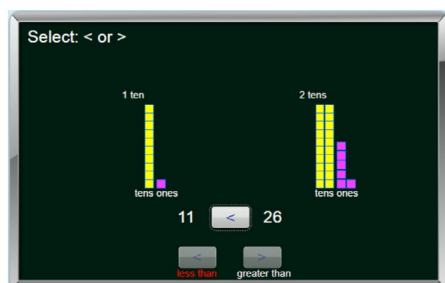 Select: < or >
1 ten 2 tens
tens ones tens ones
11 < 26
< >
less than greater than